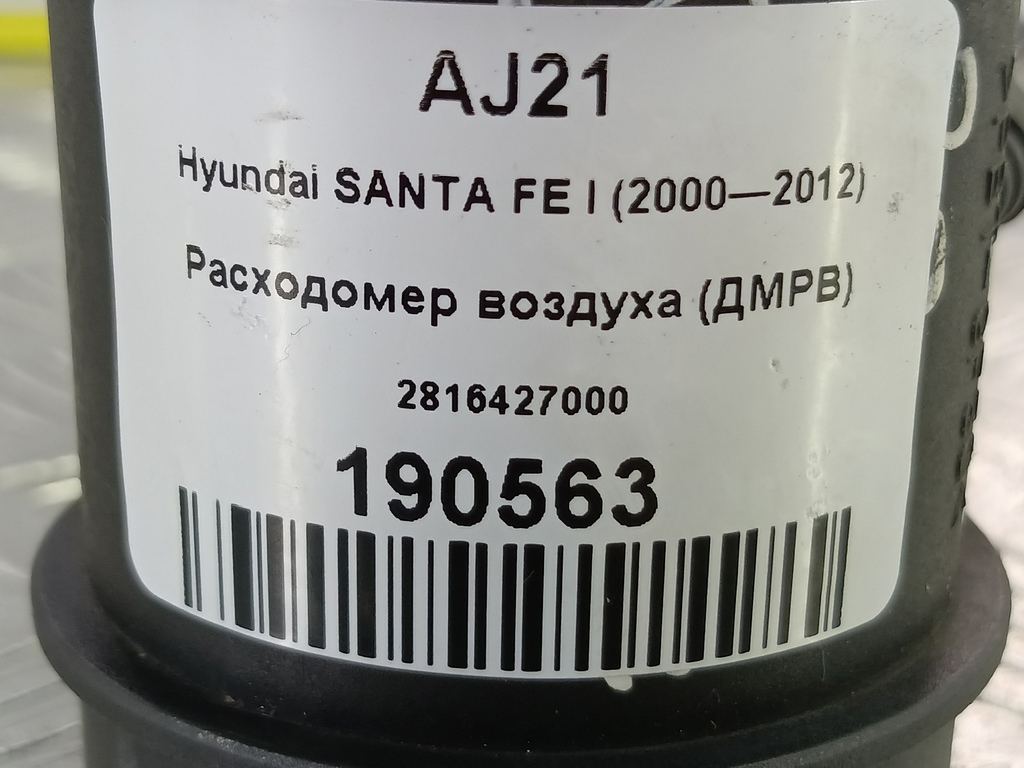 AJ21
Hyundai SANTA FE I (2000—2012)
Расходомер воздуха (ДМРВ)
2816427000
190563